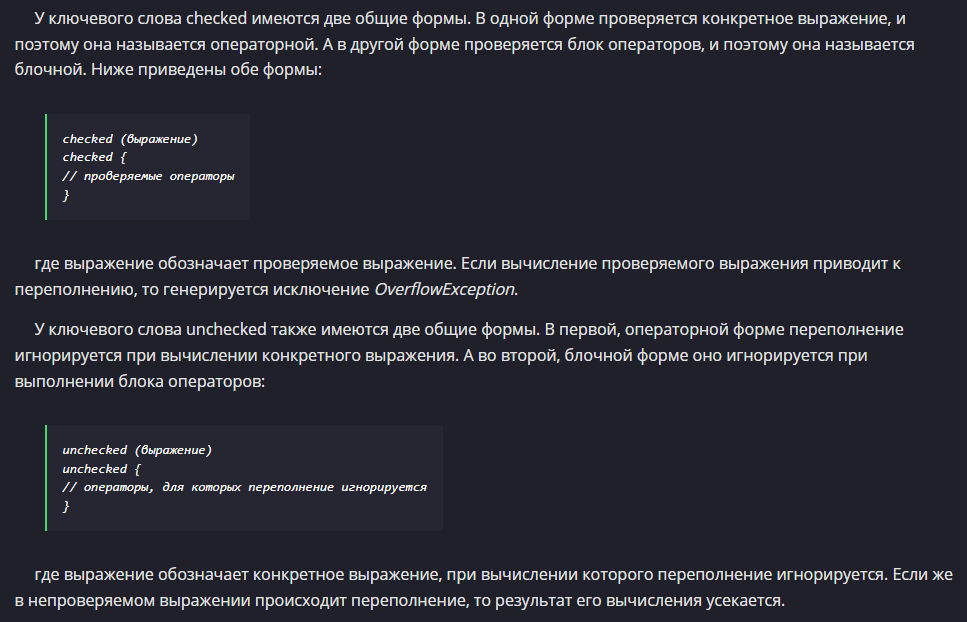 У ключевого слова checked имеются две общие формы. В одной форме проверяется конкретное выражение, и
поэтому она называется операторной. А в другой форме проверяется блок операторов, и поэтому она называется
блочной. Ниже приведены обе формы:
checked (выражение)
checked {
// проверяемые операторы
}
где выражение обозначает проверяемое выражение. Если вычисление проверяемого выражения приводит к
переполнению, то генерируется исключение OverflowException.
У ключевого слова unchecked также имеются две общие формы. В первой, операторной форме переполнение
игнорируется при вычислении конкретного выражения. А во второй, блочной форме оно игнорируется при
выполнении блока операторов:
unchecked (выражение)
unchecked {
// операторы, для которых переполнение игнорируется
}
где выражение обозначает конкретное выражение, при вычислении которого переполнение игнорируется. Если же
в непроверяемом выражении происходит переполнение, то результат его вычисления усекается.